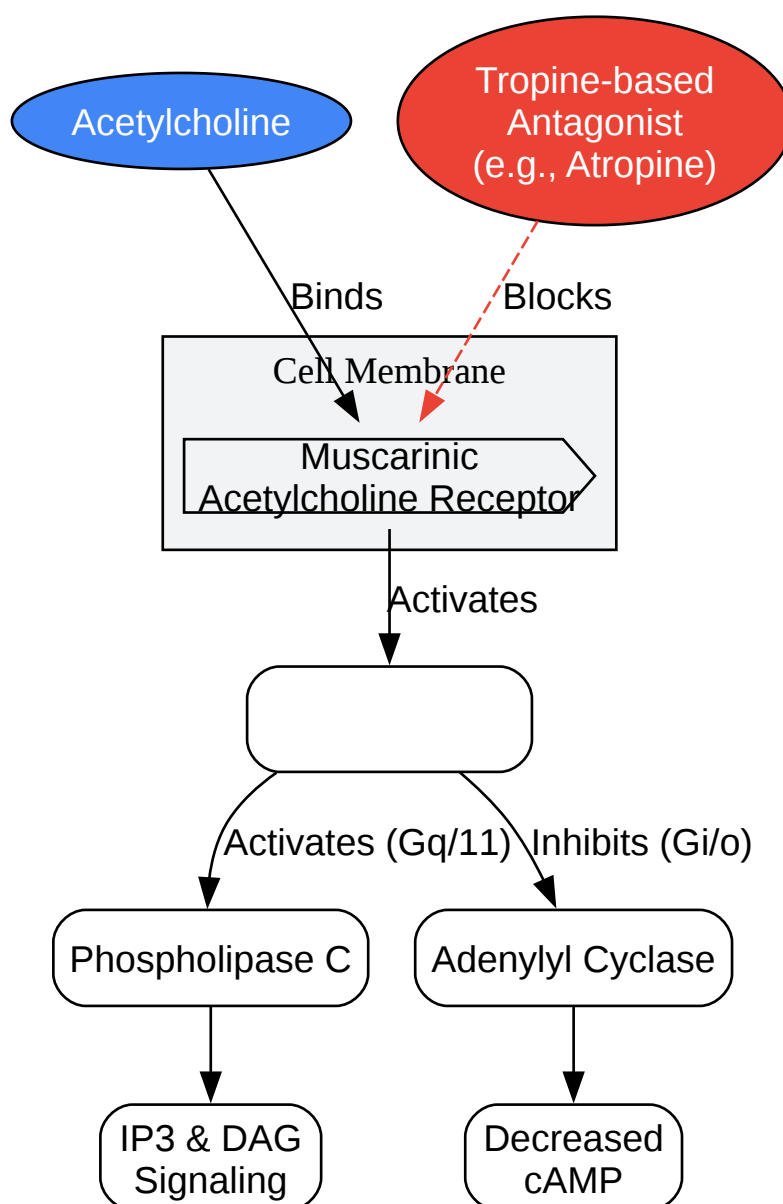 Acetylcholine
Tropine-based
Antagonist
(e.g., Atropine)
Binds
Blocks
Cell Membrane
Muscarinic
Acetylcholine Receptor
Activates
Activates (Gq/11)
Inhibits (Gi/o)
Phospholipase C
Adenylyl Cyclase
IP3 & DAG
Signaling
Decreased
cAMP